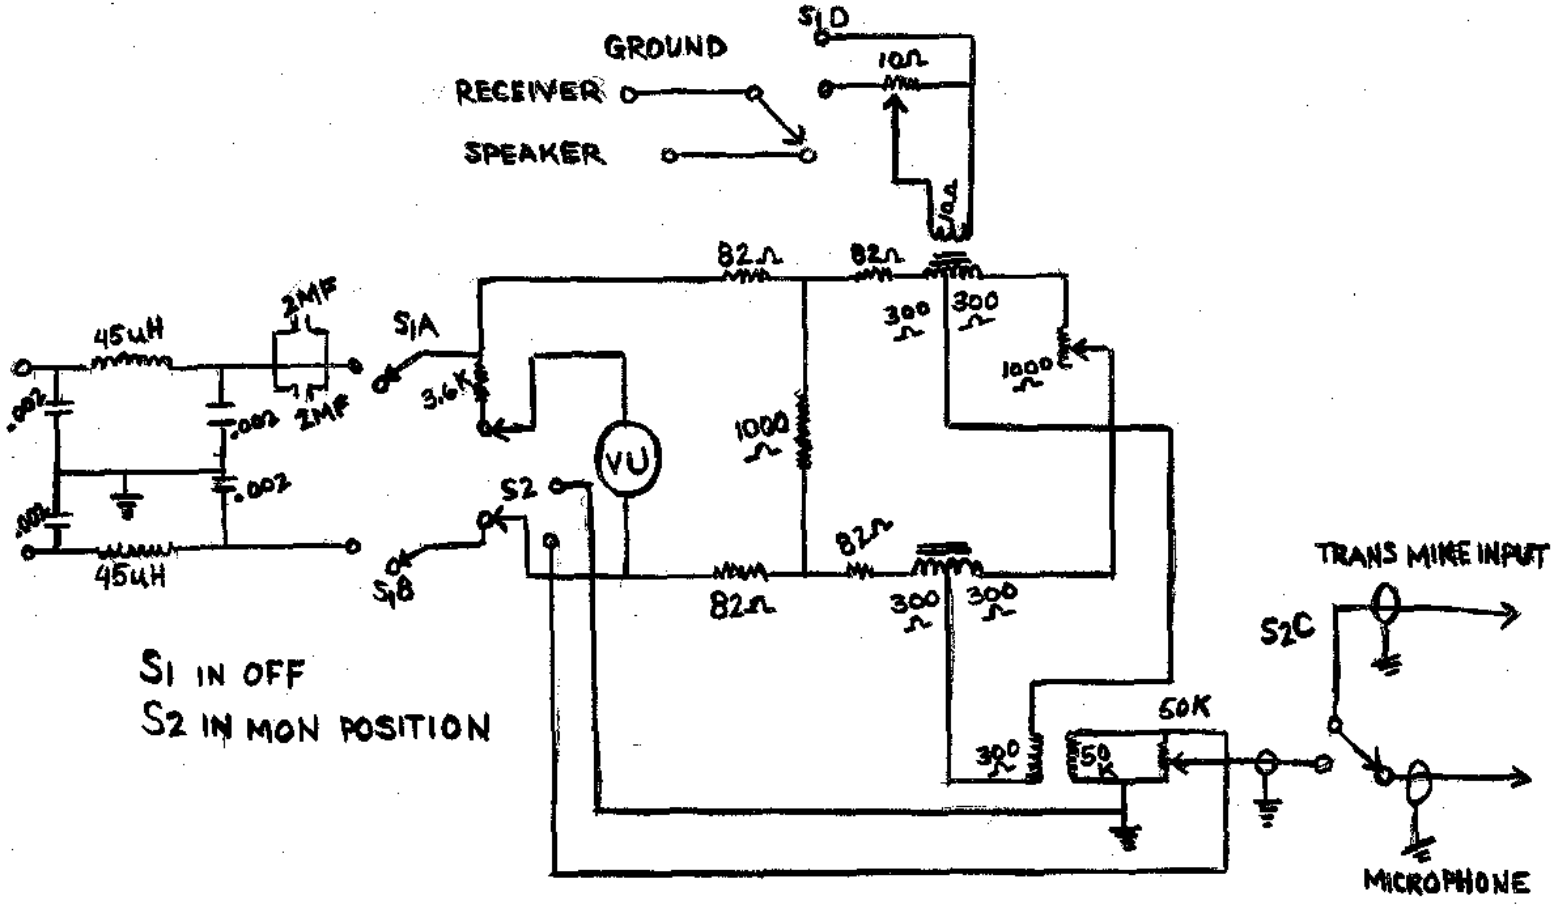 S1D
GROUND
10Ω
RECEIVER
SPEAKER
10Ω
82Ω
82Ω
2MF
300
Ω
300
Ω
45uH
S1A
1000
Ω
3.6K
.002
.002
2MF
1000
Ω
VU
S2
.002
.002
82Ω
45uH
S1B
82Ω
300
Ω
300
Ω
TRANS MIKE INPUT
S2C
S1 IN OFF
S2 IN MON POSITION
50K
300
Ω
50
K
MICROPHONE